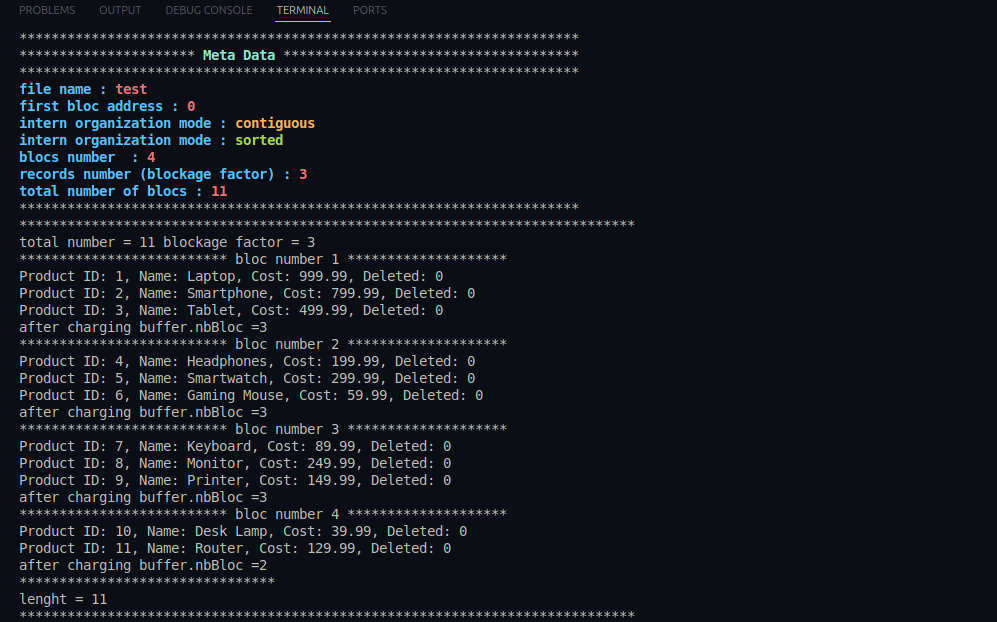 PROBLEMS OUTPUT DEBUG CONSOLE TERMINAL PORTS
**********************************************************************
********************** Meta Data *************************************
**********************************************************************
file name : test
first bloc address : 0
intern organization mode : contiguous
intern organization mode : sorted
blocs number  : 4
records number (blockage factor) : 3
total number of blocs : 11
**********************************************************************
*****************************************************************************
total number = 11 blockage factor = 3
************************** bloc number 1 ********************
Product ID: 1, Name: Laptop, Cost: 999.99, Deleted: 0
Product ID: 2, Name: Smartphone, Cost: 799.99, Deleted: 0
Product ID: 3, Name: Tablet, Cost: 499.99, Deleted: 0
after charging buffer.nbBloc =3
************************** bloc number 2 ********************
Product ID: 4, Name: Headphones, Cost: 199.99, Deleted: 0
Product ID: 5, Name: Smartwatch, Cost: 299.99, Deleted: 0
Product ID: 6, Name: Gaming Mouse, Cost: 59.99, Deleted: 0
after charging buffer.nbBloc =3
************************** bloc number 3 ********************
Product ID: 7, Name: Keyboard, Cost: 89.99, Deleted: 0
Product ID: 8, Name: Monitor, Cost: 249.99, Deleted: 0
Product ID: 9, Name: Printer, Cost: 149.99, Deleted: 0
after charging buffer.nbBloc =3
************************** bloc number 4 ********************
Product ID: 10, Name: Desk Lamp, Cost: 39.99, Deleted: 0
Product ID: 11, Name: Router, Cost: 129.99, Deleted: 0
after charging buffer.nbBloc =2
********************************
lenght = 11
*****************************************************************************